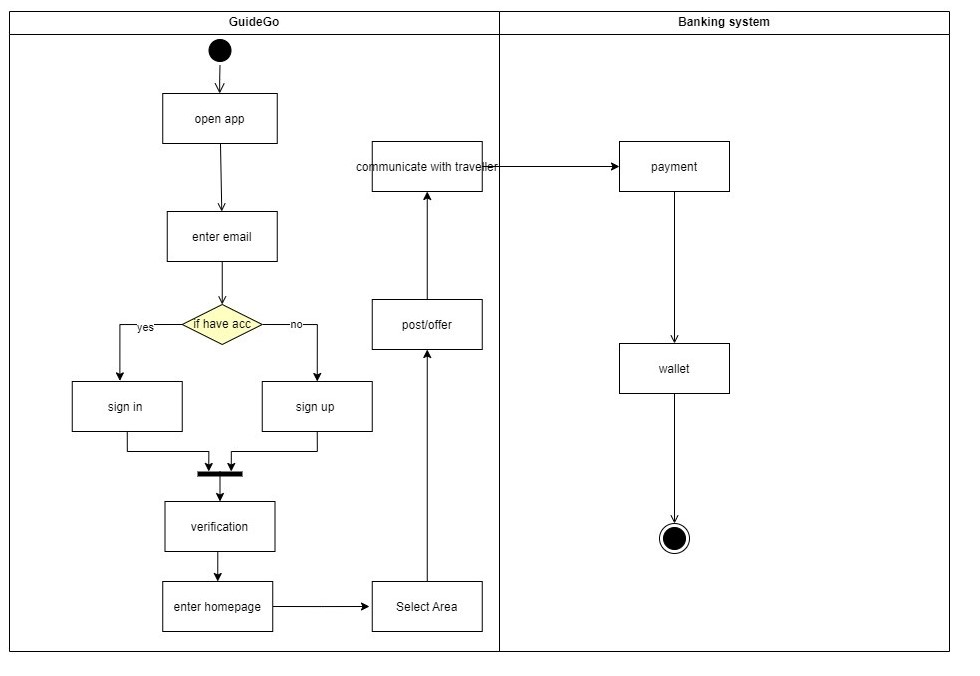 GuideGo
Banking system
open app
enter email
if have acc
yes
no
sign in
sign up
verification
enter homepage
Select Area
post/offer
communicate with traveller
payment
wallet